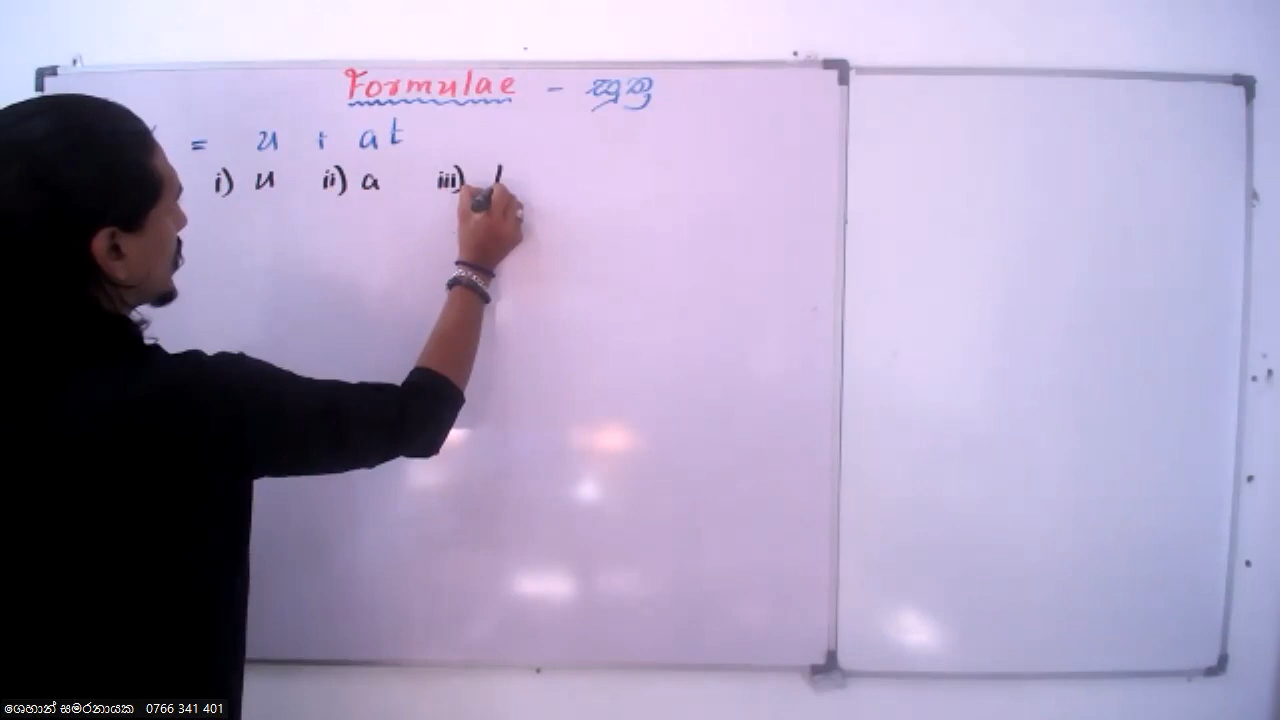 Formulae - සූත්‍ර
= u + at
i) u ii) a iii)
ශෙහාන් සමරනායක 0766 341 401